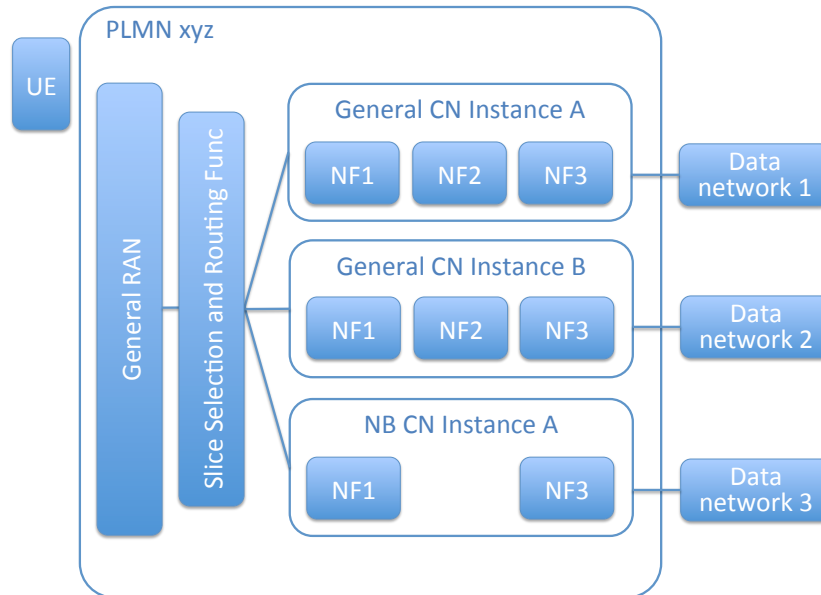 PLMN xyz
UE
General RAN
Slice Selection and Routing Func
General CN Instance A
NF1
NF2
NF3
Data
network 1
General CN Instance B
NF1
NF2
NF3
Data
network 2
NB CN Instance A
NF1
NF3
Data
network 3